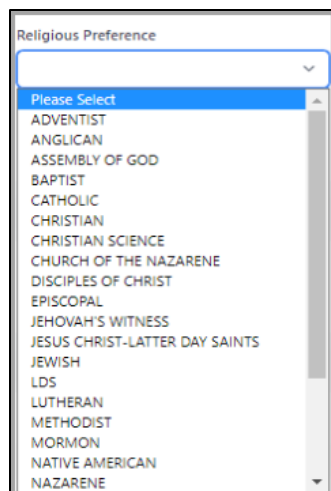 Religious Preference
Please Select
ADVENTIST
ANGLICAN
ASSEMBLY OF GOD
BAPTIST
CATHOLIC
CHRISTIAN
CHRISTIAN SCIENCE
CHURCH OF THE NAZARENE
DISCIPLES OF CHRIST
EPISCOPAL
JEHOVAH'S WITNESS
JESUS CHRIST-LATTER DAY SAINTS
JEWISH
LDS
LUTHERAN
METHODIST
MORMON
NATIVE AMERICAN
NAZARENE